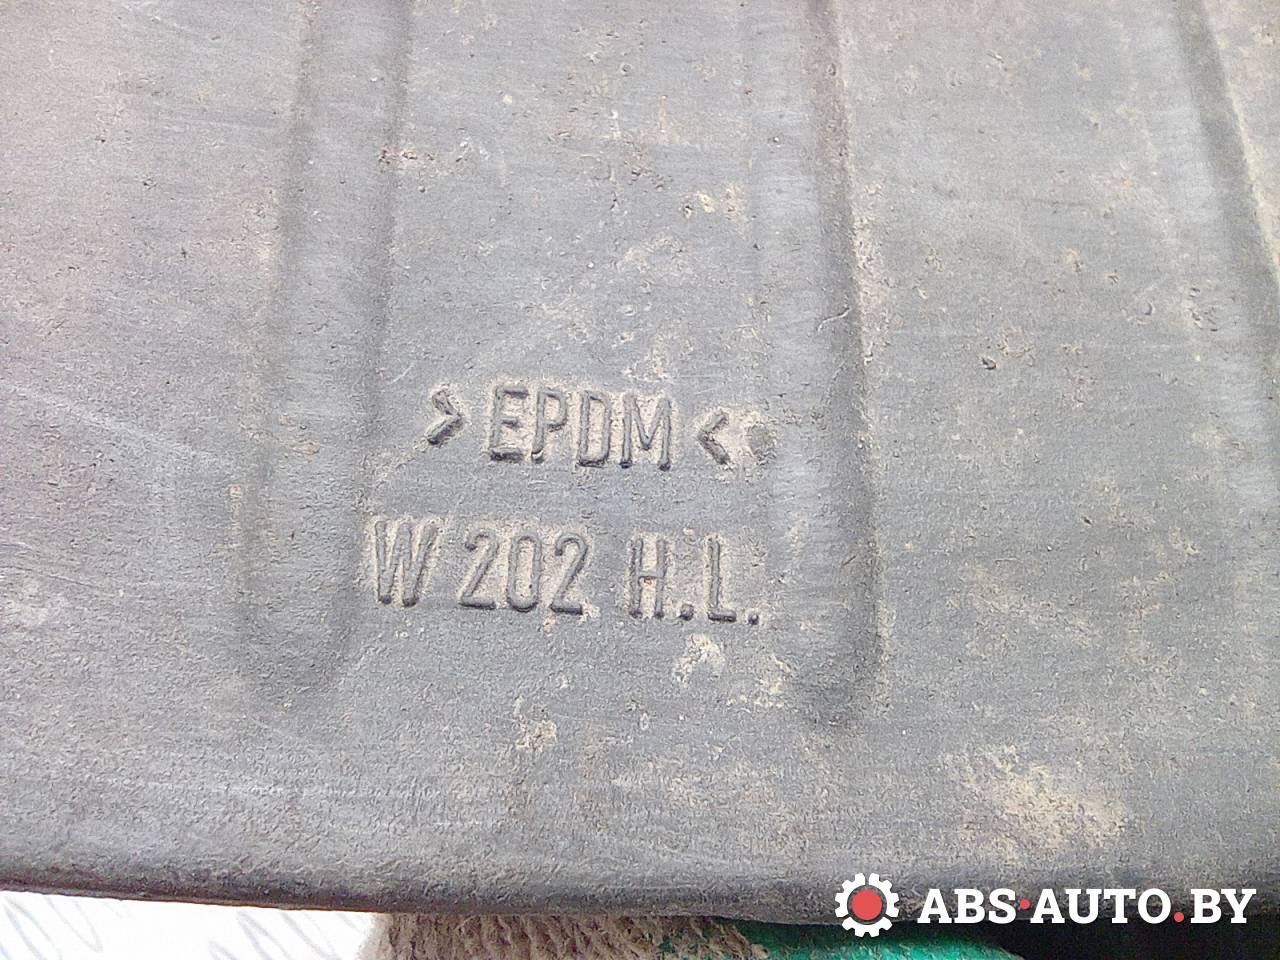 >EPDM<
W 202 H.L.
ABS·AUTO.BY